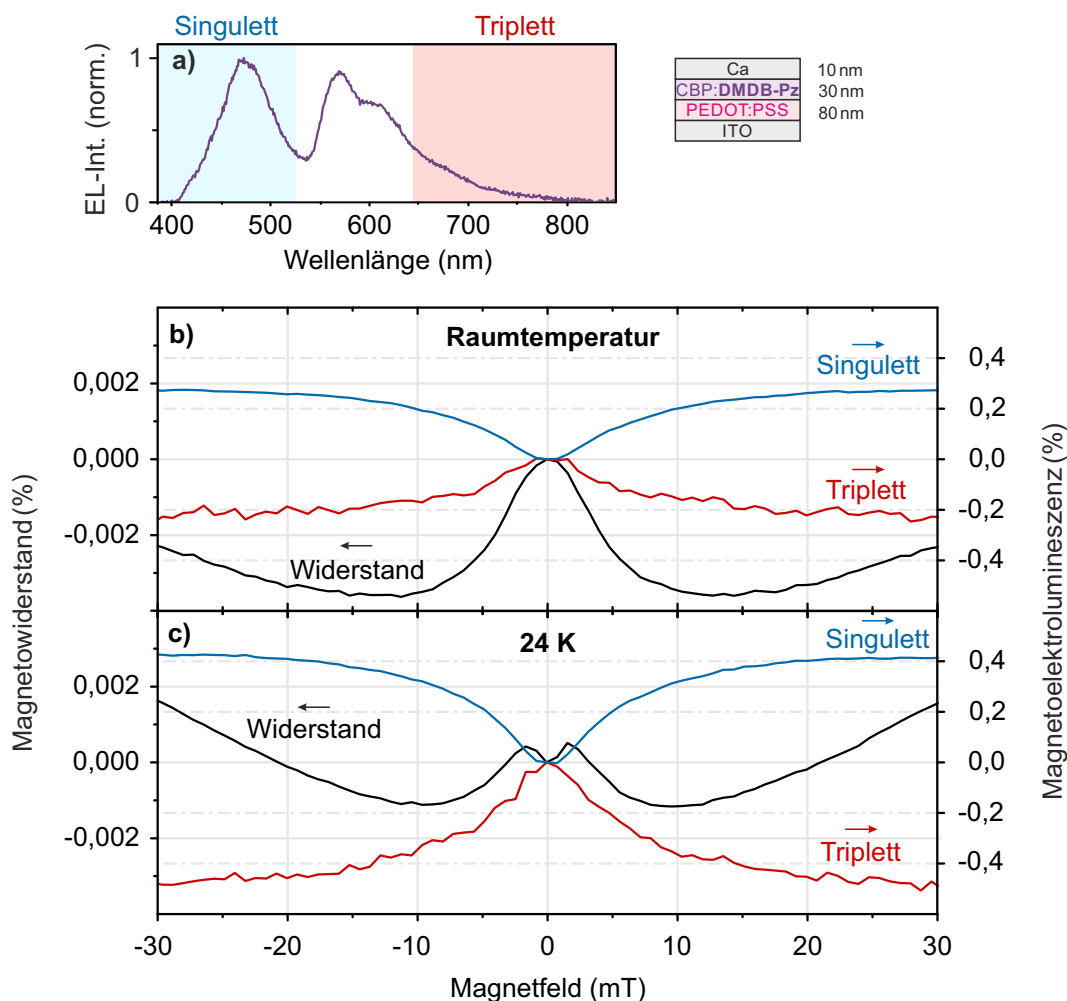 Singulett Triplett
a)
1
0
EL-Int. (norm.)
400 500 600 700 800
Wellenlänge (nm)
Ca 10 nm
CBP:DMDB-Pz 30 nm
PEDOT:PSS 80 nm
ITO
b) Raumtemperatur
Singulett
Triplett
Widerstand
0,002
0,000
-0,002
0,4
0,2
0,0
-0,2
-0,4
c) 24 K
Singulett
Widerstand
Triplett
0,002
0,000
-0,002
0,4
0,2
0,0
-0,2
-0,4
Magnetowiderstand (%)
Magnetoelektrolumineszenz (%)
-30 -20 -10 0 10 20 30
Magnetfeld (mT)